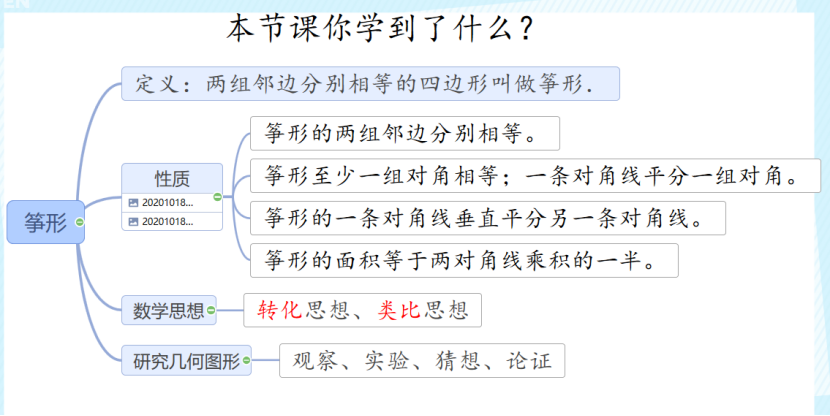 EN
本节课你学到了什么？
定义：两组邻边分别相等的四边形叫做筝形．
筝形的两组邻边分别相等。
性质
筝形至少一组对角相等；一条对角线平分一组对角。
20201018...
筝形
20201018...
筝形的一条对角线垂直平分另一条对角线。
筝形的面积等于两对角线乘积的一半。
数学思想
转化思想、类比思想
研究几何图形
观察、实验、猜想、论证